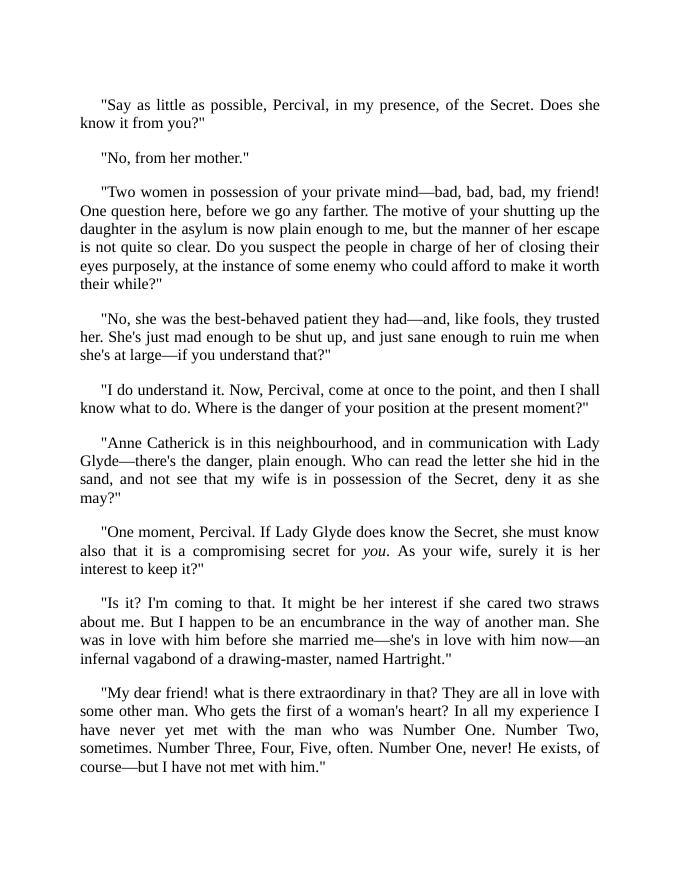 "Say as little as possible, Percival, in my presence, of the Secret. Does she
know it from you?"
"No, from her mother."
"Two women in possession of your private mind—bad, bad, bad, my friend!
One question here, before we go any farther. The motive of your shutting up the
daughter in the asylum is now plain enough to me, but the manner of her escape
is not quite so clear. Do you suspect the people in charge of her of closing their
eyes purposely, at the instance of some enemy who could afford to make it worth
their while?"
"No, she was the best-behaved patient they had—and, like fools, they trusted
her. She's just mad enough to be shut up, and just sane enough to ruin me when
she's at large—if you understand that?"
"I do understand it. Now, Percival, come at once to the point, and then I shall
know what to do. Where is the danger of your position at the present moment?"
"Anne Catherick is in this neighbourhood, and in communication with Lady
Glyde—there's the danger, plain enough. Who can read the letter she hid in the
sand, and not see that my wife is in possession of the Secret, deny it as she
may?"
"One moment, Percival. If Lady Glyde does know the Secret, she must know
also that it is a compromising secret for you. As your wife, surely it is her
interest to keep it?"
"Is it? I'm coming to that. It might be her interest if she cared two straws
about me. But I happen to be an encumbrance in the way of another man. She
was in love with him before she married me—she's in love with him now—an
infernal vagabond of a drawing-master, named Hartright."
"My dear friend! what is there extraordinary in that? They are all in love with
some other man. Who gets the first of a woman's heart? In all my experience I
have never yet met with the man who was Number One. Number Two,
sometimes. Number Three, Four, Five, often. Number One, never! He exists, of
course—but I have not met with him."